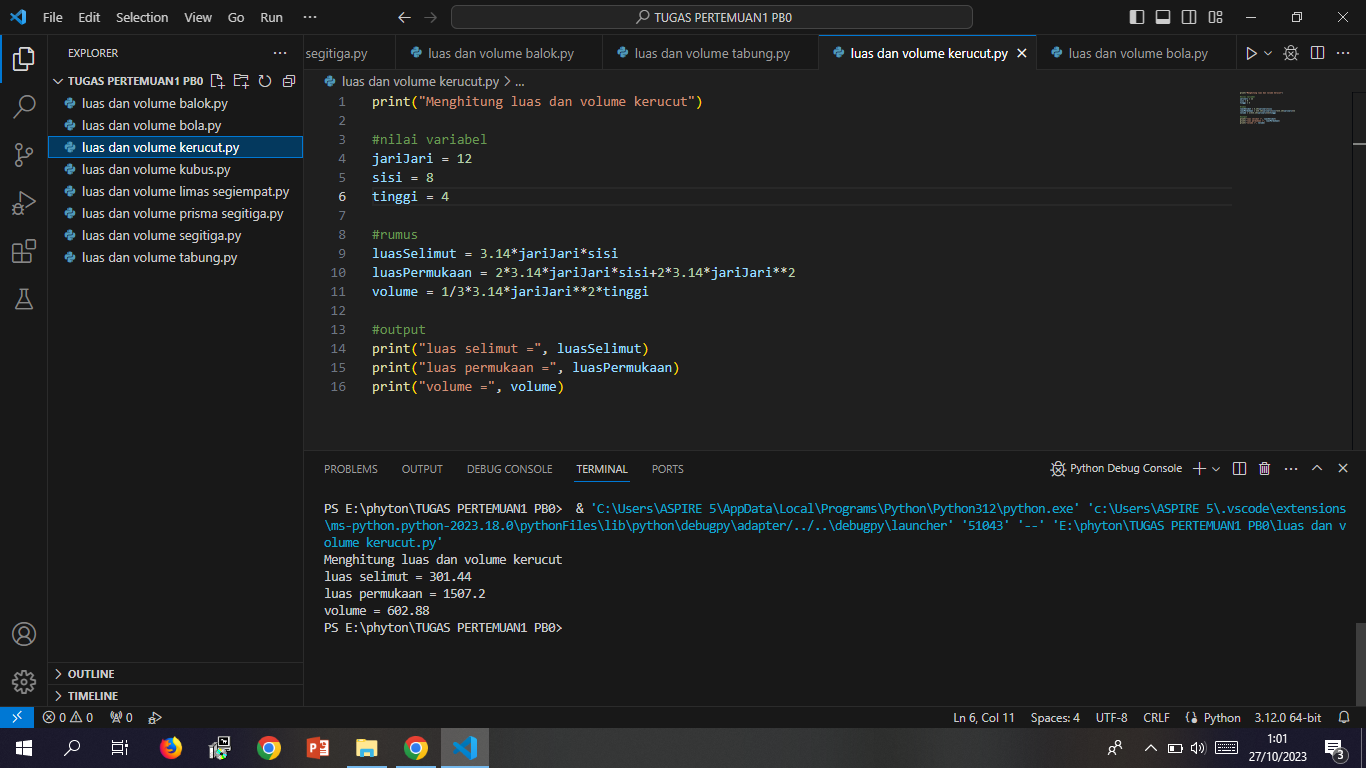 File Edit Selection View Go Run ···
TUGAS PERTEMUAN1 PB0
EXPLORER
TUGAS PERTEMUAN1 PB0
luas dan volume balok.py
luas dan volume bola.py
luas dan volume kerucut.py
luas dan volume kubus.py
luas dan volume limas segiempat.py
luas dan volume prisma segitiga.py
luas dan volume segitiga.py
luas dan volume tabung.py
OUTLINE
TIMELINE
segitiga.py luas dan volume balok.py luas dan volume tabung.py luas dan volume kerucut.py luas dan volume bola.py
luas dan volume kerucut.py > ...
1 print("Menghitung luas dan volume kerucut")
2
3 #nilai variabel
4 jariJari = 12
5 sisi = 8
6 tinggi = 4
7
8 #rumus
9 luasSelimut = 3.14*jariJari*sisi
10 luasPermukaan = 2*3.14*jariJari*sisi+2*3.14*jariJari**2
11 volume = 1/3*3.14*jariJari**2*tinggi
12
13 #output
14 print("luas selimut =", luasSelimut)
15 print("luas permukaan =", luasPermukaan)
16 print("volume =", volume)
PROBLEMS OUTPUT DEBUG CONSOLE TERMINAL PORTS
Python Debug Console
PS E:\phyton\TUGAS PERTEMUAN1 PB0>  & 'C:\Users\ASPIRE 5\AppData\Local\Programs\Python\Python312\python.exe' 'c:\Users\ASPIRE 5\.vscode\extensions
\ms-python.python-2023.18.0\pythonFiles\lib\python\debugpy\adapter/../..\debugpy\launcher' '51043' '--' 'E:\phyton\TUGAS PERTEMUAN1 PB0\luas dan v
olume kerucut.py'
Menghitung luas dan volume kerucut
luas selimut = 301.44
luas permukaan = 1507.2
volume = 602.88
PS E:\phyton\TUGAS PERTEMUAN1 PB0>
0 0 0
Ln 6, Col 11 Spaces: 4 UTF-8 CRLF Python 3.12.0 64-bit
1:01
27/10/2023
3